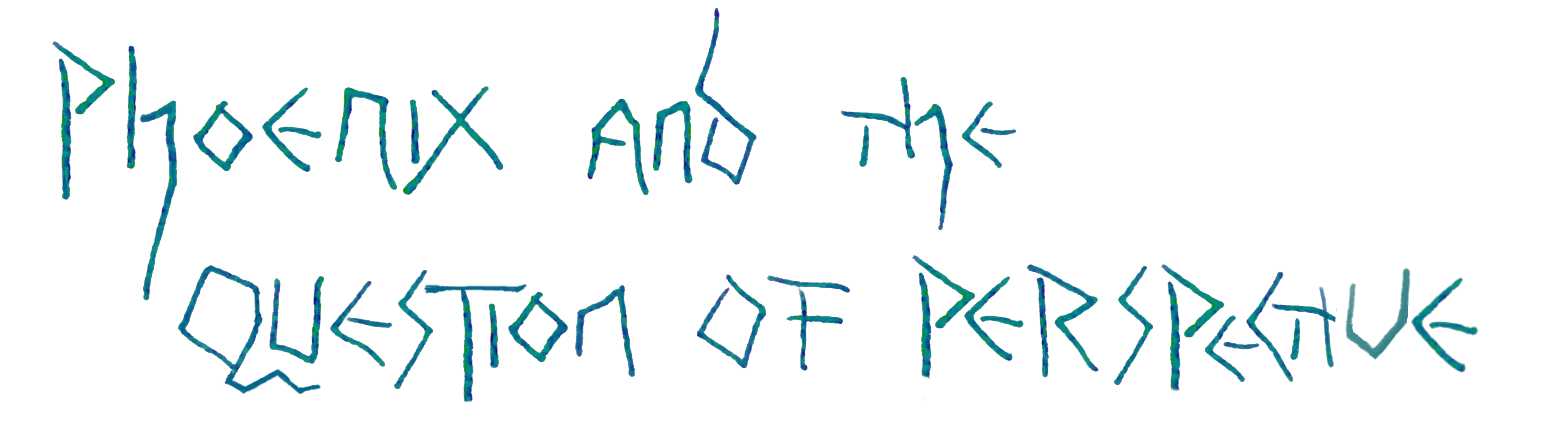 Phoenix and the
Question of Perspective